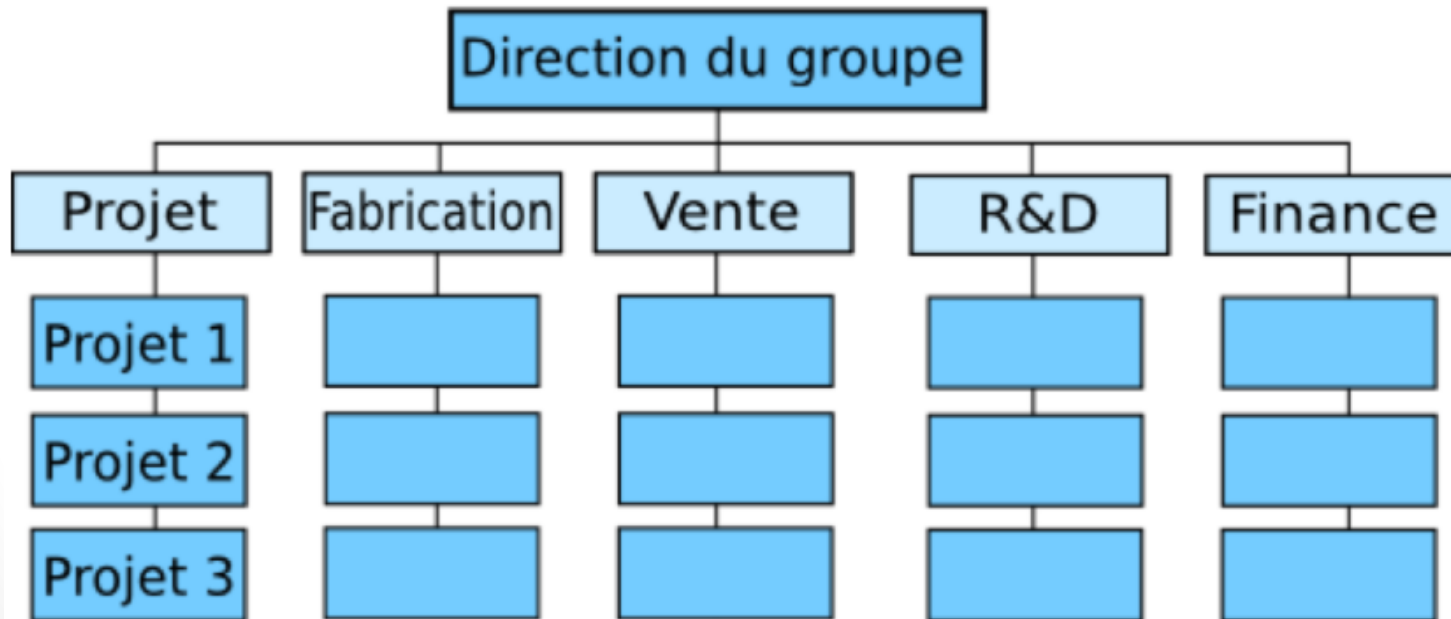 Direction du groupe
Projet
Fabrication
Vente
R&D
Finance
Projet 1
Projet 2
Projet 3